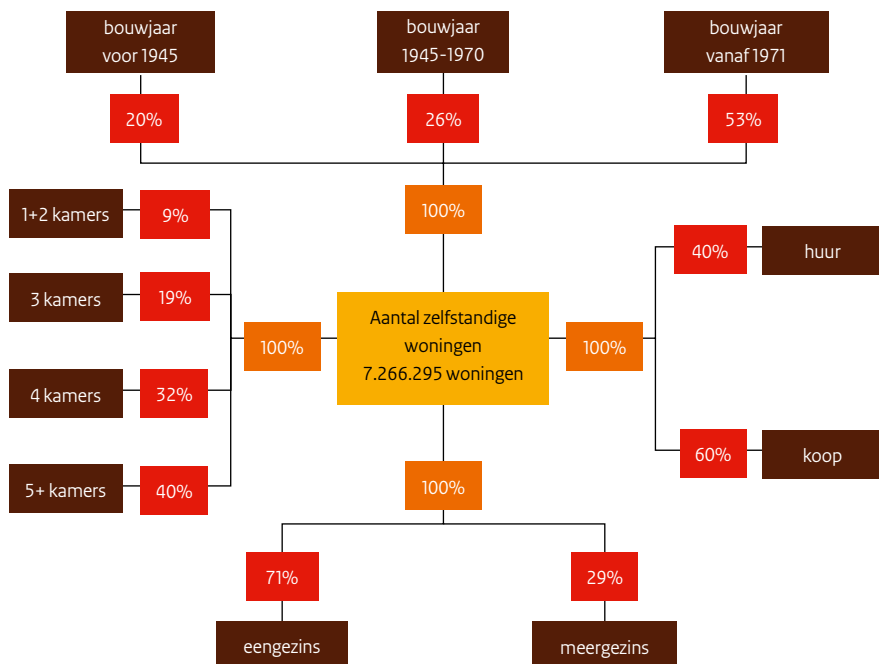 bouwjaar
voor 1945
bouwjaar
1945-1970
bouwjaar
vanaf 1971
20%
26%
53%
100%
1+2 kamers
9%
3 kamers
19%
4 kamers
32%
5+ kamers
40%
100%
Aantal zelfstandige
woningen
7.266.295 woningen
100%
40%
huur
60%
koop
100%
71%
29%
eengezins
meergezins